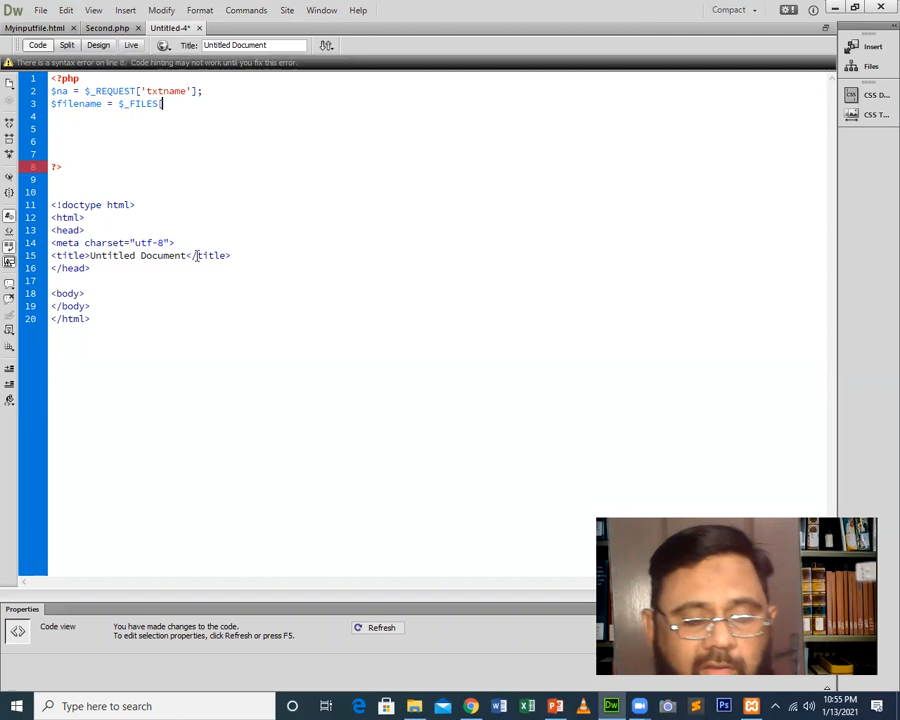 Dw File Edit View Insert Modify Format Commands Site Window Help Compact
Myinputfile.html × Second.php × Untitled-4* ×
Code Split Design Live Title: Untitled Document
There is a syntax error on line 8. Code hinting may not work until you fix this error.
Insert
Files
CSS D...
CSS T...
1 <?php
2 $na = $_REQUEST['txtname'];
3 $filename = $_FILES[
4
5
6
7
8 ?>
9
10
11 <!doctype html>
12 <html>
13 <head>
14 <meta charset="utf-8">
15 <title>Untitled Document</title>
16 </head>
17
18 <body>
19 </body>
20 </html>
Properties
Code view
You have made changes to the code.
To edit selection properties, click Refresh or press F5.
Refresh
Type here to search
10:55 PM
1/13/2021